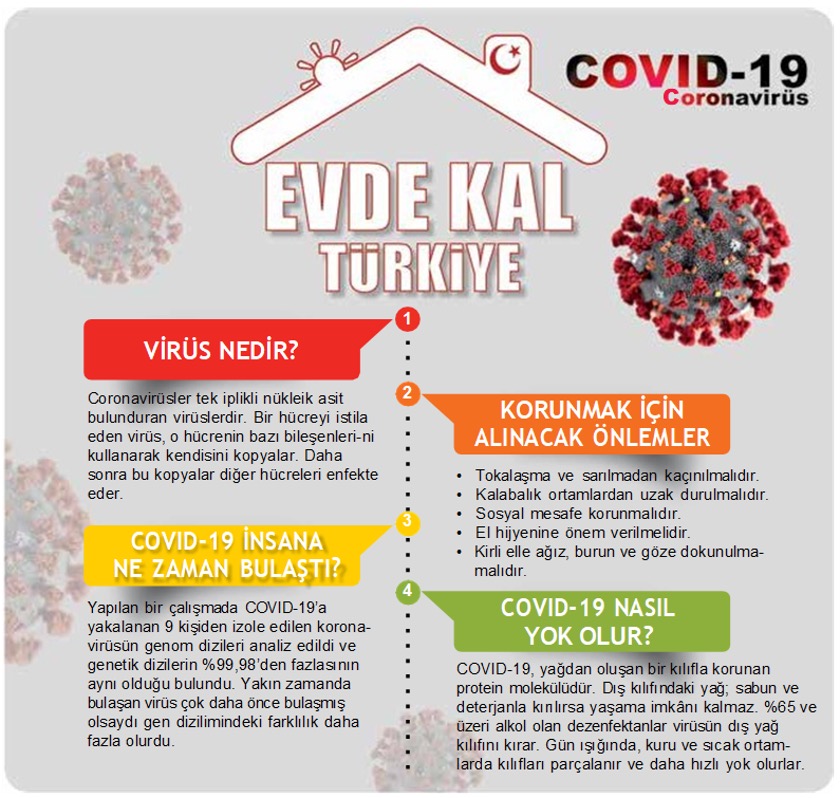 COVID-19
Coronavirüs
EVDE KAL
TÜRKİYE
1
VİRÜS NEDİR?
Coronavirüsler tek iplikli nükleik asit
bulunduran virüslerdir. Bir hücreyi istila
eden virüs, o hücrenin bazı bileşenleri-ni
kullanarak kendisini kopyalar. Daha
sonra bu kopyalar diğer hücreleri enfekte
eder.
2
KORUNMAK İÇİN
ALINACAK ÖNLEMLER
• Tokalaşma ve sarılmadan kaçınılmalıdır.
• Kalabalık ortamlardan uzak durulmalıdır.
• Sosyal mesafe korunmalıdır.
• El hijyenine önem verilmelidir.
• Kirli elle ağız, burun ve göze dokunulma-
malıdır.
3
COVID-19 İNSANA
NE ZAMAN BULAŞTI?
Yapılan bir çalışmada COVID-19’a
yakalanan 9 kişiden izole edilen korona-
virüsün genom dizileri analiz edildi ve
genetik dizilerin %99,98’den fazlasının
aynı olduğu bulundu. Yakın zamanda
bulaşan virüs çok daha önce bulaşmış
olsaydı gen dizilimindeki farklılık daha
fazla olurdu.
4
COVID-19 NASIL
YOK OLUR?
COVID-19, yağdan oluşan bir kılıfla korunan
protein molekülüdür. Dış kılıfındaki yağ; sabun ve
deterjanla kırılırsa yaşama imkânı kalmaz. %65 ve
üzeri alkol olan dezenfektanlar virüsün dış yağ
kılıfını kırar. Gün ışığında, kuru ve sıcak ortam-
larda kılıfları parçalanır ve daha hızlı yok olurlar.